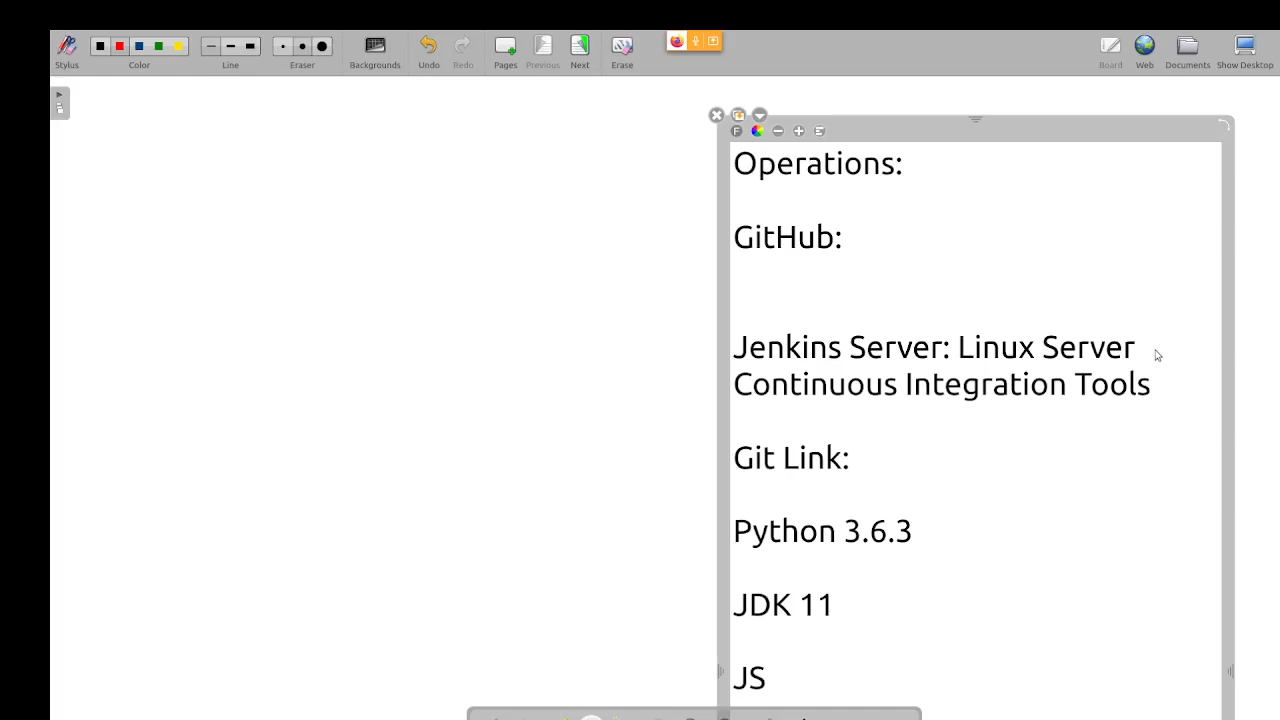 Stylus
Color
Line
Eraser
Backgrounds
Undo
Redo
Pages
Previous
Next
Erase
Board
Web
Documents
Show Desktop
F
Operations:
GitHub:
Jenkins Server: Linux Server
Continuous Integration Tools
Git Link:
Python 3.6.3
JDK 11
JS